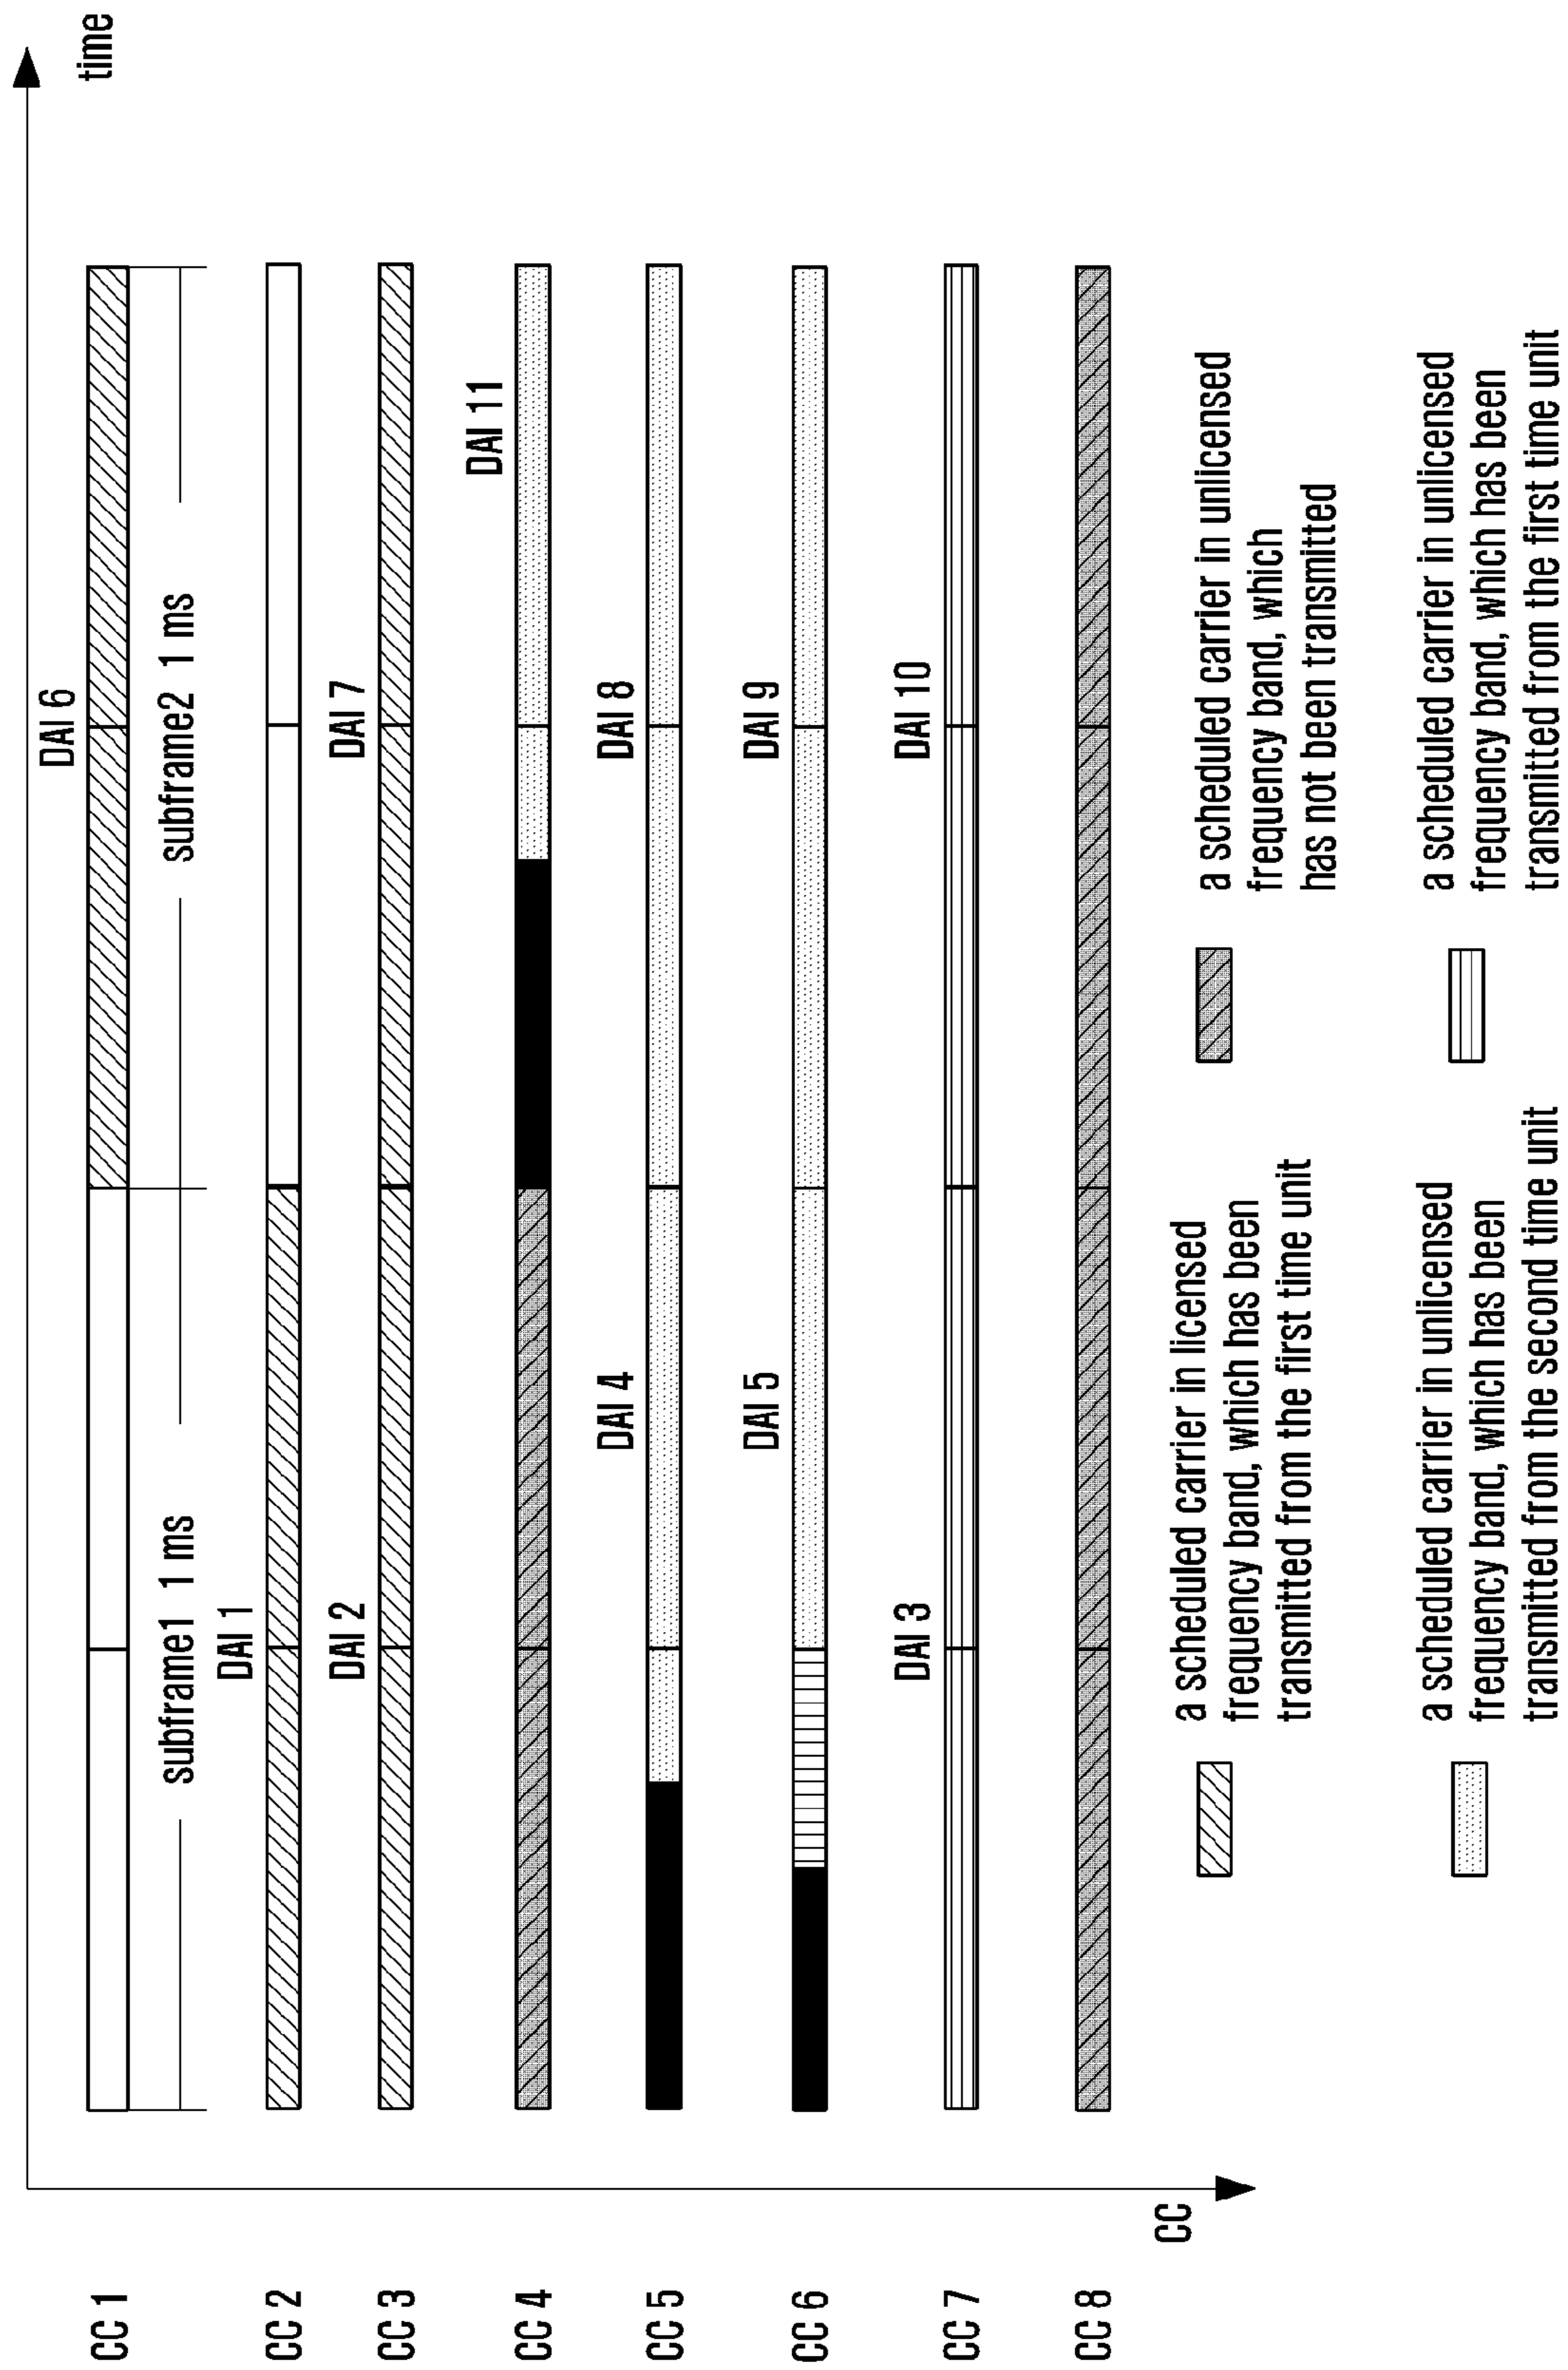 time
DAI 6
CC 1
subframe1 1 ms
subframe2 1 ms
DAI 1
CC 2
DAI 2
DAI 7
CC 3
DAI 11
CC 4
DAI 4
DAI 8
CC 5
DAI 5
DAI 9
CC 6
DAI 3
DAI 10
CC 7
CC 8
CC
a scheduled carrier in licensed
frequency band, which has been
transmitted from the first time unit
a scheduled carrier in unlicensed
frequency band, which
has not been transmitted
a scheduled carrier in unlicensed
frequency band, which has been
transmitted from the second time unit
a scheduled carrier in unlicensed
frequency band, which has been
transmitted from the first time unit